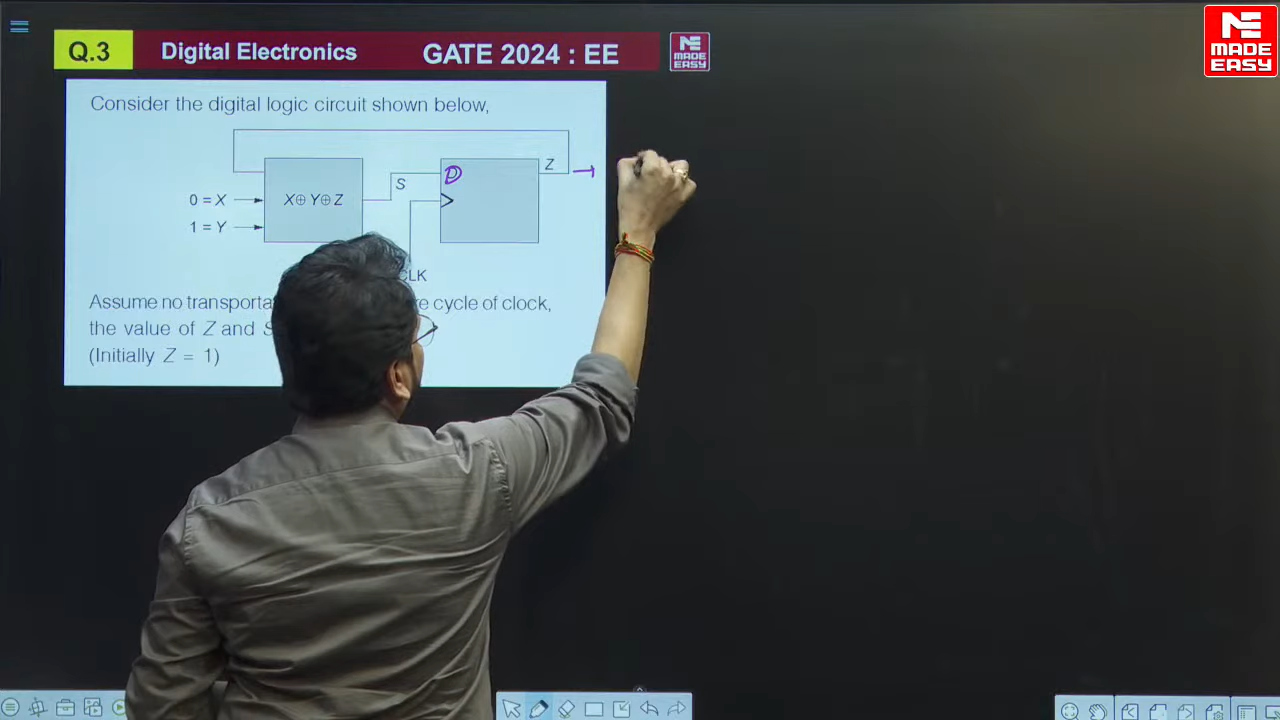 Q.3
Digital Electronics
GATE 2024 : EE
MADE EASY
MADE EASY
Consider the digital logic circuit shown below,
Z
D
S
0 = X
X⊕Y⊕Z
1 = Y
CLK
Assume no cycle of clock,
the value of Z and
(Initially Z = 1)